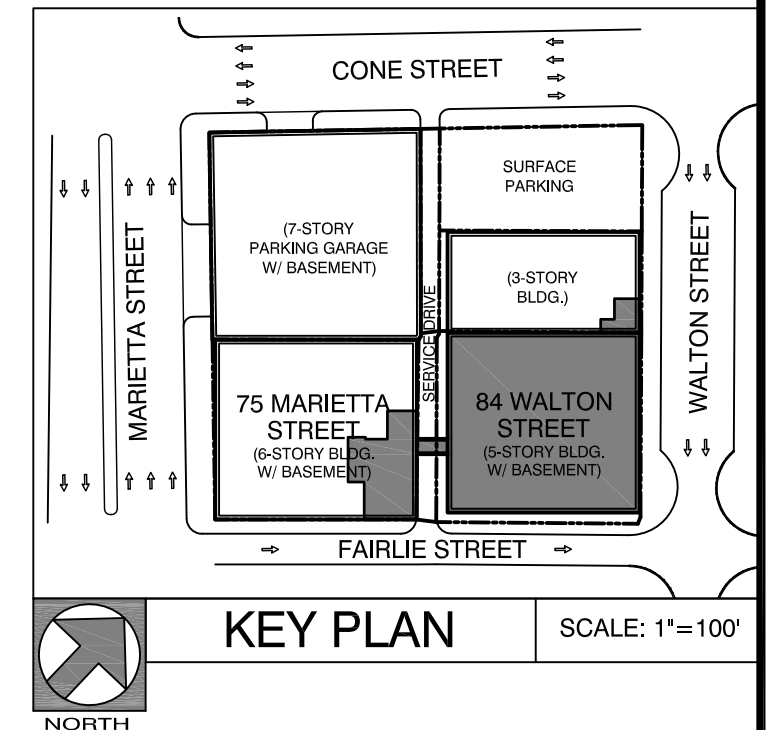 CONE STREET
SURFACE
PARKING
(7-STORY
PARKING GARAGE
W/ BASEMENT)
(3-STORY
BLDG.)
MARIETTA STREET
SERVICE DRIVE
WALTON STREET
75 MARIETTA
STREET
(6-STORY BLDG.
W/ BASEMENT)
84 WALTON
STREET
(5-STORY BLDG.
W/ BASEMENT)
FAIRLIE STREET
KEY PLAN
SCALE: 1"=100'
NORTH